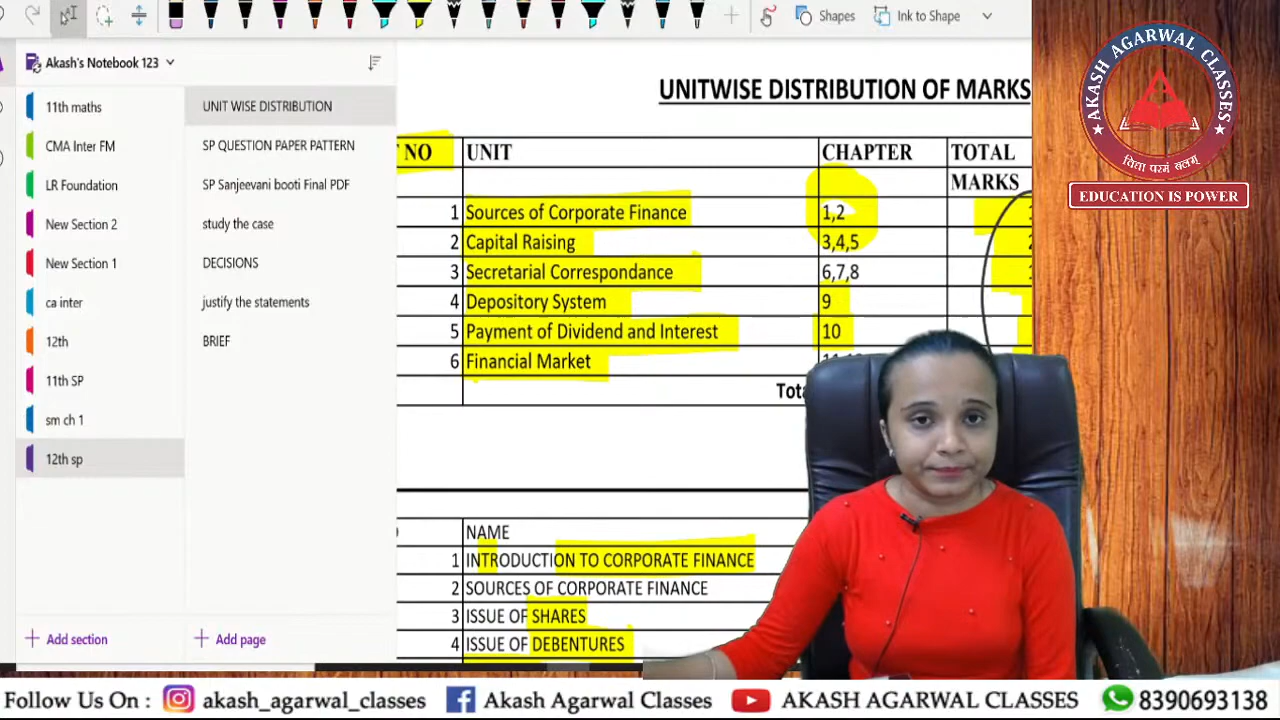 Shapes
Ink to Shape
Akash's Notebook 123
11th maths
CMA Inter FM
LR Foundation
New Section 2
New Section 1
ca inter
12th
11th SP
sm ch 1
12th sp
Add section
UNIT WISE DISTRIBUTION
SP QUESTION PAPER PATTERN
SP Sanjeevani booti Final PDF
study the case
DECISIONS
justify the statements
BRIEF
Add page
UNITWISE DISTRIBUTION OF MARKS
NO UNIT CHAPTER TOTAL
MARKS
1 Sources of Corporate Finance 1,2
2 Capital Raising 3,4,5
3 Secretarial Correspondance 6,7,8
4 Depository System 9
5 Payment of Dividend and Interest 10
6 Financial Market
NAME
1 INTRODUCTION TO CORPORATE FINANCE
2 SOURCES OF CORPORATE FINANCE
3 ISSUE OF SHARES
4 ISSUE OF DEBENTURES
AKASH AGARWAL CLASSES
विद्या परमं बलम्
EDUCATION IS POWER
Follow Us On : akash_agarwal_classes Akash Agarwal Classes AKASH AGARWAL CLASSES 8390693138